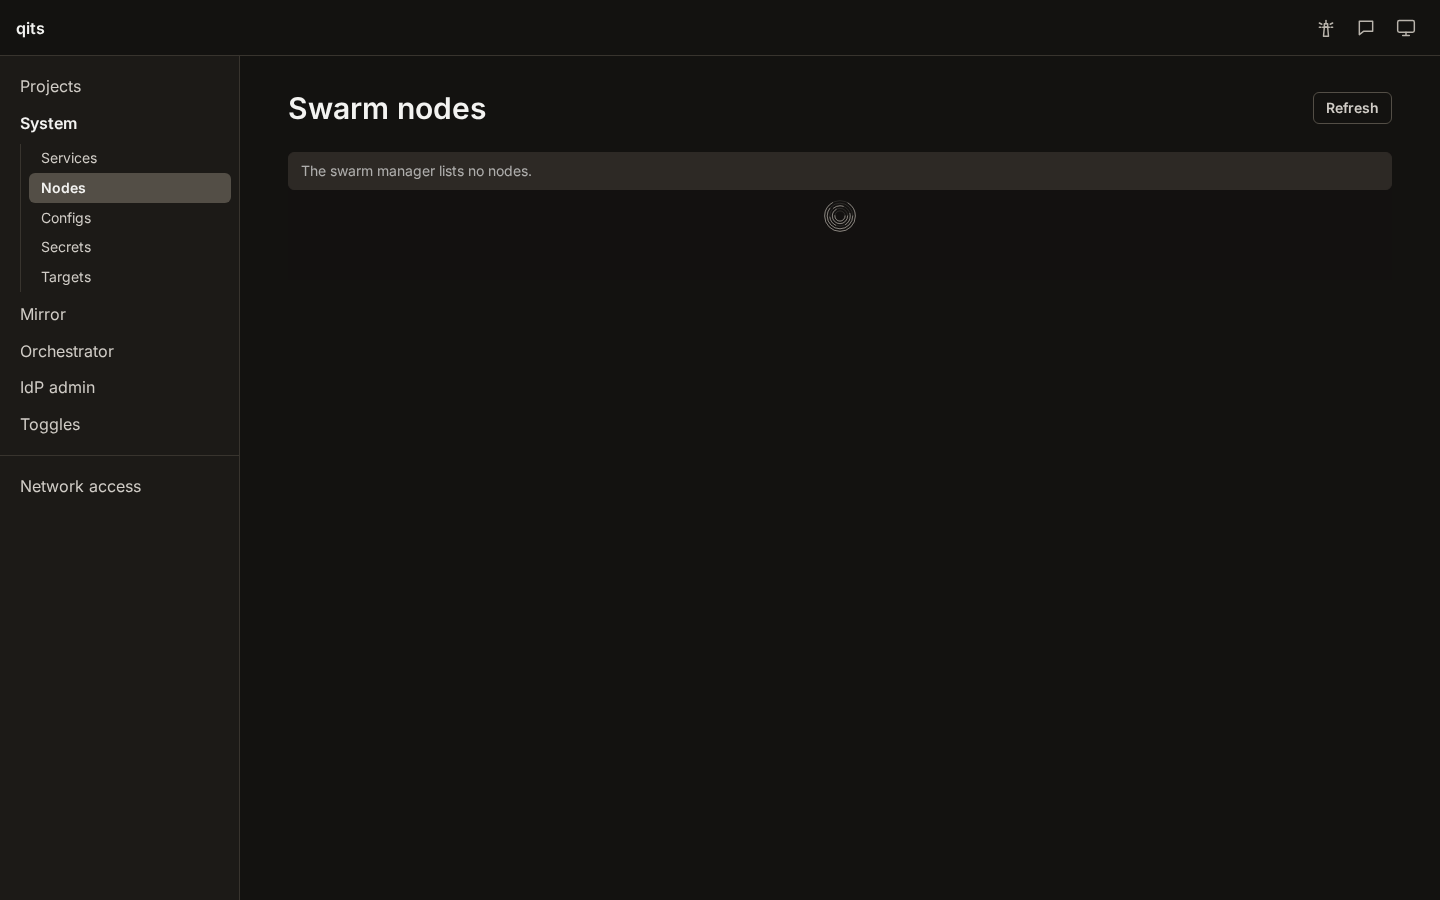 qits
Projects
System
Services
Nodes
Configs
Secrets
Targets
Mirror
Orchestrator
IdP admin
Toggles
Network access
Swarm nodes
Refresh
The swarm manager lists no nodes.